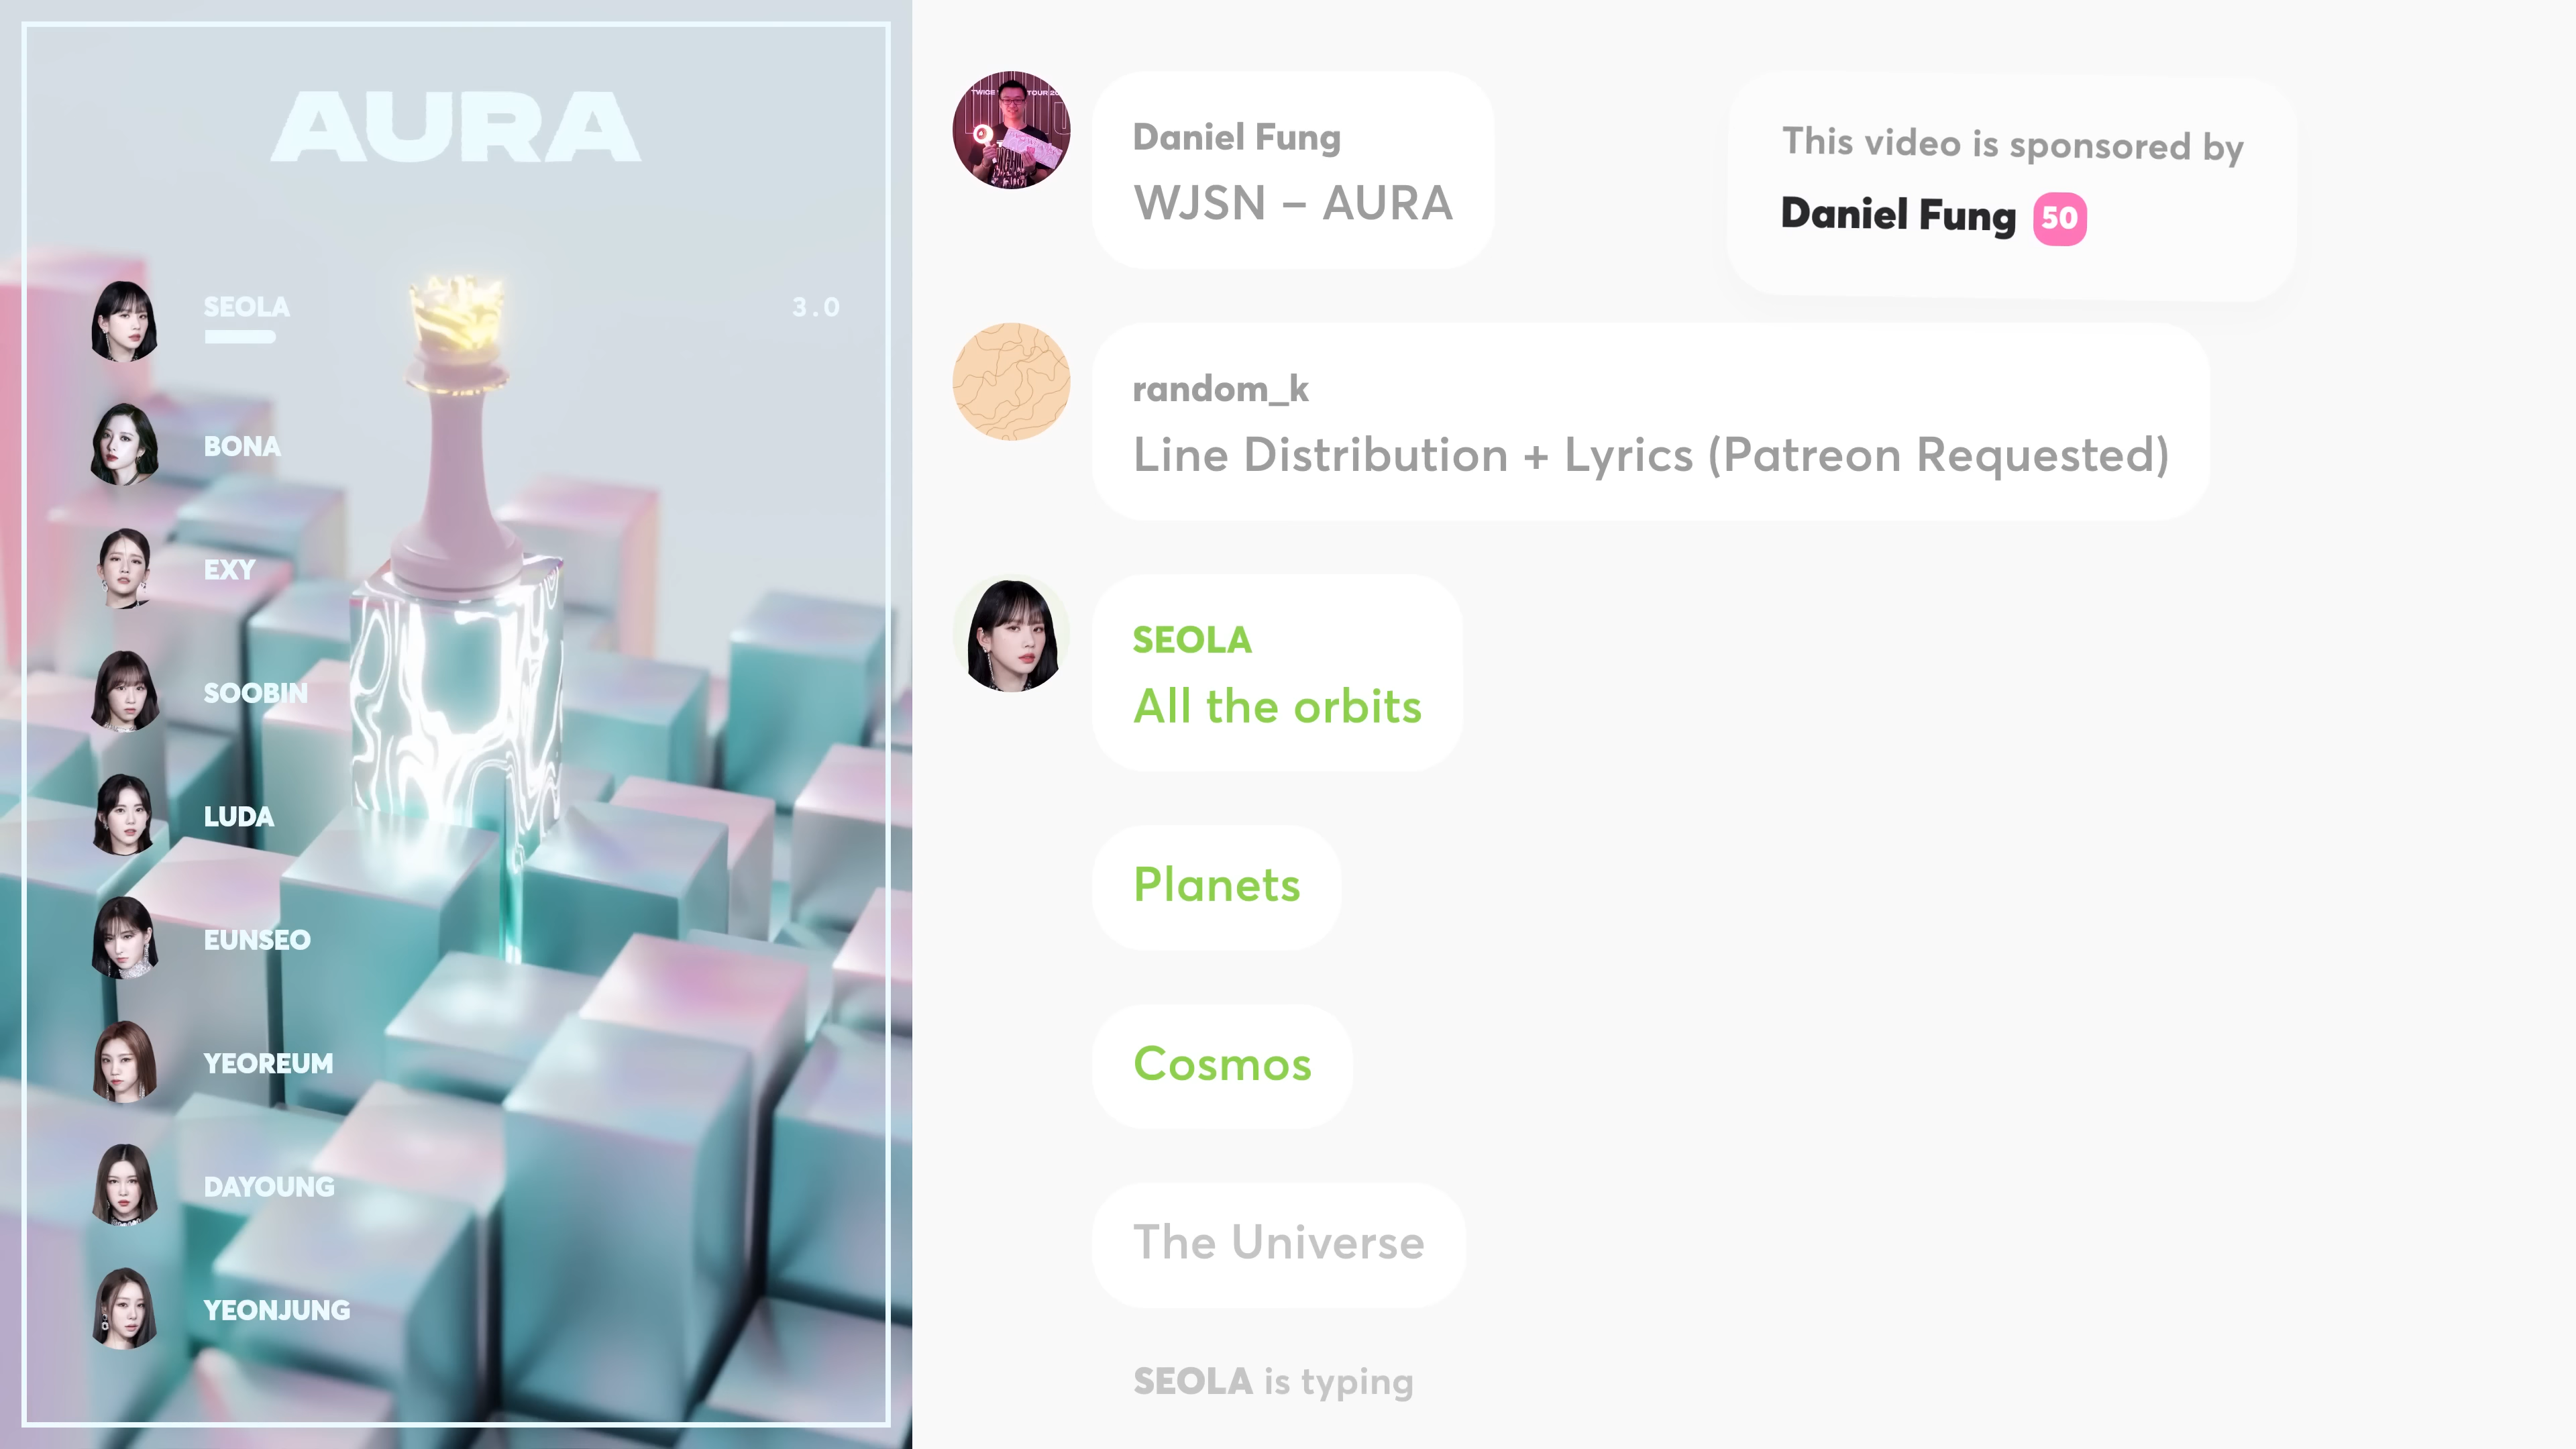 AURA
SEOLA
3.0
BONA
EXY
SOOBIN
LUDA
EUNSEO
YEOREUM
DAYOUNG
YEONJUNG
Daniel Fung
WJSN – AURA
This video is sponsored by
Daniel Fung 50
random_k
Line Distribution + Lyrics (Patreon Requested)
SEOLA
All the orbits
Planets
Cosmos
The Universe
SEOLA is typing